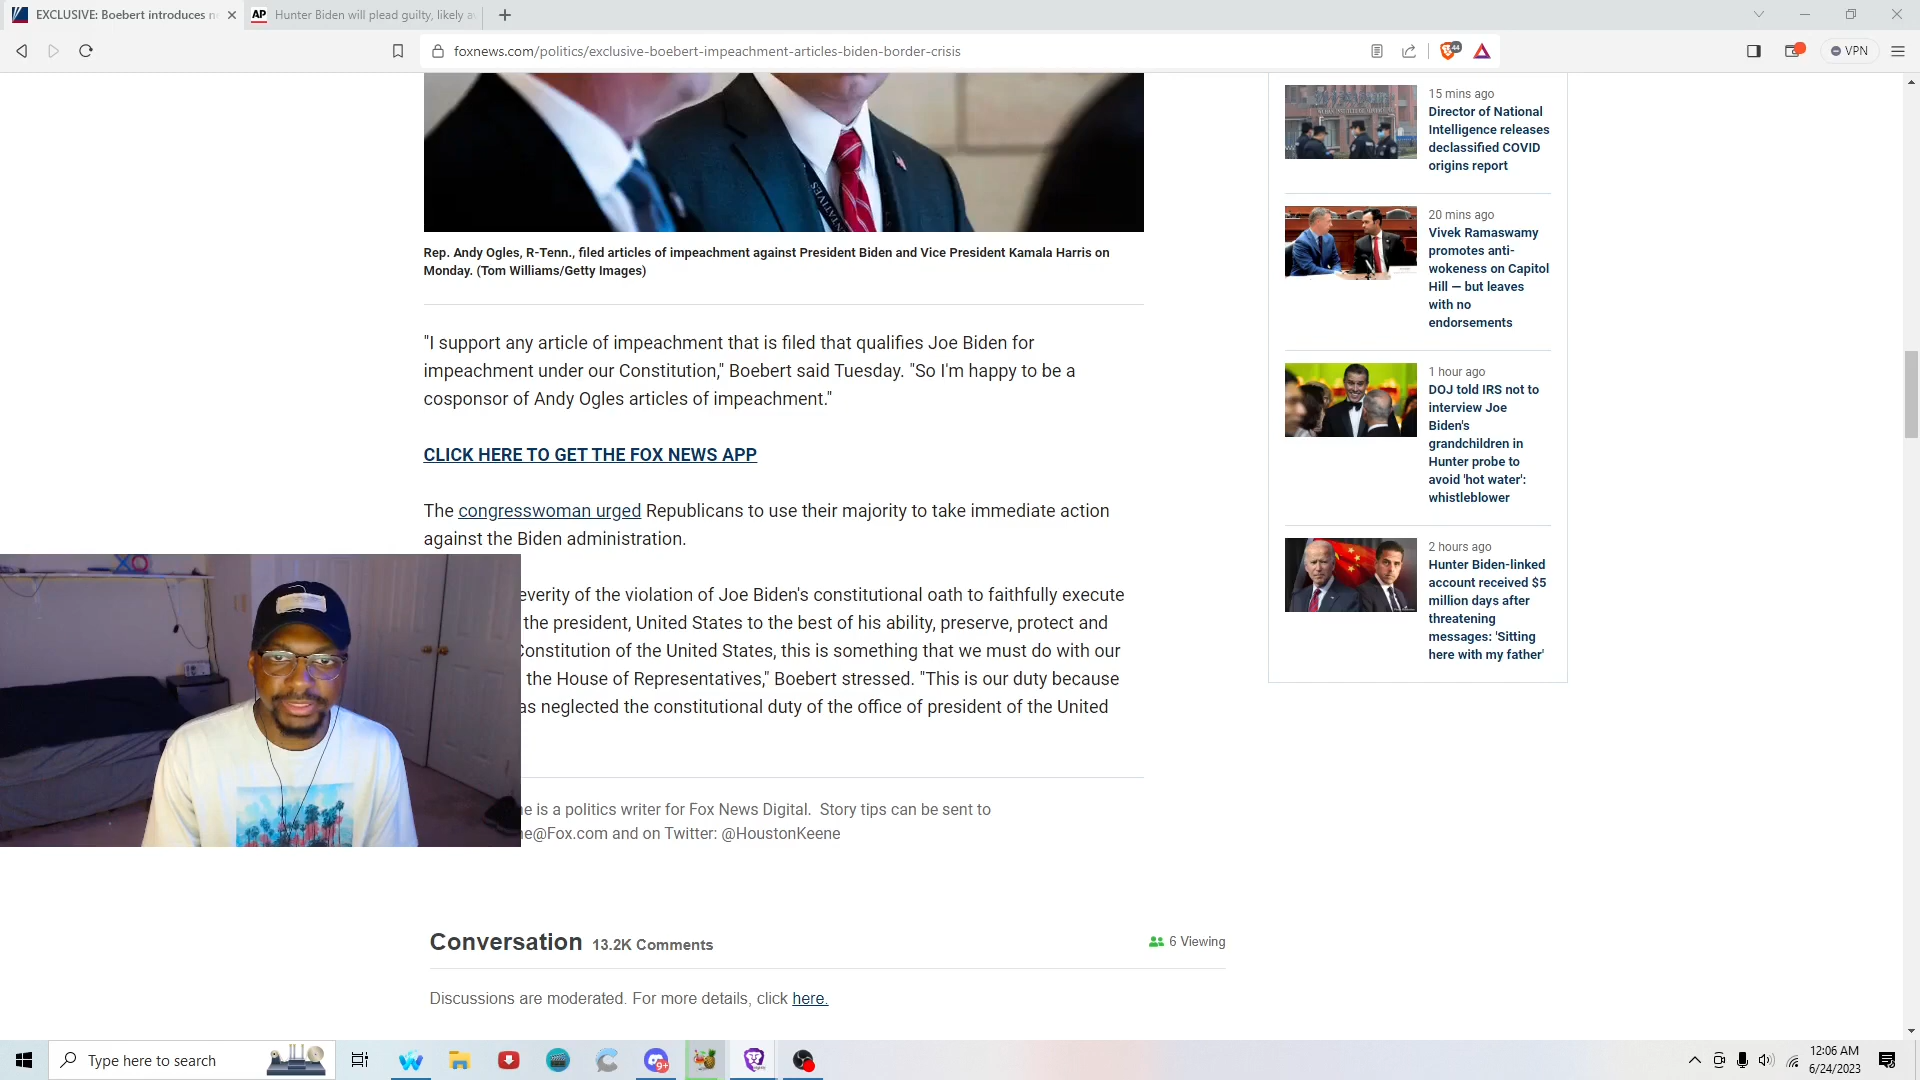 EXCLUSIVE: Boebert introduces n
Hunter Biden will plead guilty, likely a
foxnews.com/politics/exclusive-boebert-impeachment-articles-biden-border-crisis
44
VPN
Rep. Andy Ogles, R-Tenn., filed articles of impeachment against President Biden and Vice President Kamala Harris on
Monday. (Tom Williams/Getty Images)
"I support any article of impeachment that is filed that qualifies Joe Biden for
impeachment under our Constitution," Boebert said Tuesday. "So I'm happy to be a
cosponsor of Andy Ogles articles of impeachment."
CLICK HERE TO GET THE FOX NEWS APP
The congresswoman urged Republicans to use their majority to take immediate action
against the Biden administration.
everity of the violation of Joe Biden's constitutional oath to faithfully execute
the president, United States to the best of his ability, preserve, protect and
Constitution of the United States, this is something that we must do with our
the House of Representatives," Boebert stressed. "This is our duty because
as neglected the constitutional duty of the office of president of the United
ne is a politics writer for Fox News Digital. Story tips can be sent to
ne@Fox.com and on Twitter: @HoustonKeene
Conversation 13.2K Comments
6 Viewing
Discussions are moderated. For more details, click here.
15 mins ago
Director of National
Intelligence releases
declassified COVID
origins report
20 mins ago
Vivek Ramaswamy
promotes anti-
wokeness on Capitol
Hill — but leaves
with no
endorsements
1 hour ago
DOJ told IRS not to
interview Joe
Biden's
grandchildren in
Hunter probe to
avoid 'hot water':
whistleblower
2 hours ago
Hunter Biden-linked
account received $5
million days after
threatening
messages: 'Sitting
here with my father'
Type here to search
9+
12:06 AM
6/24/2023